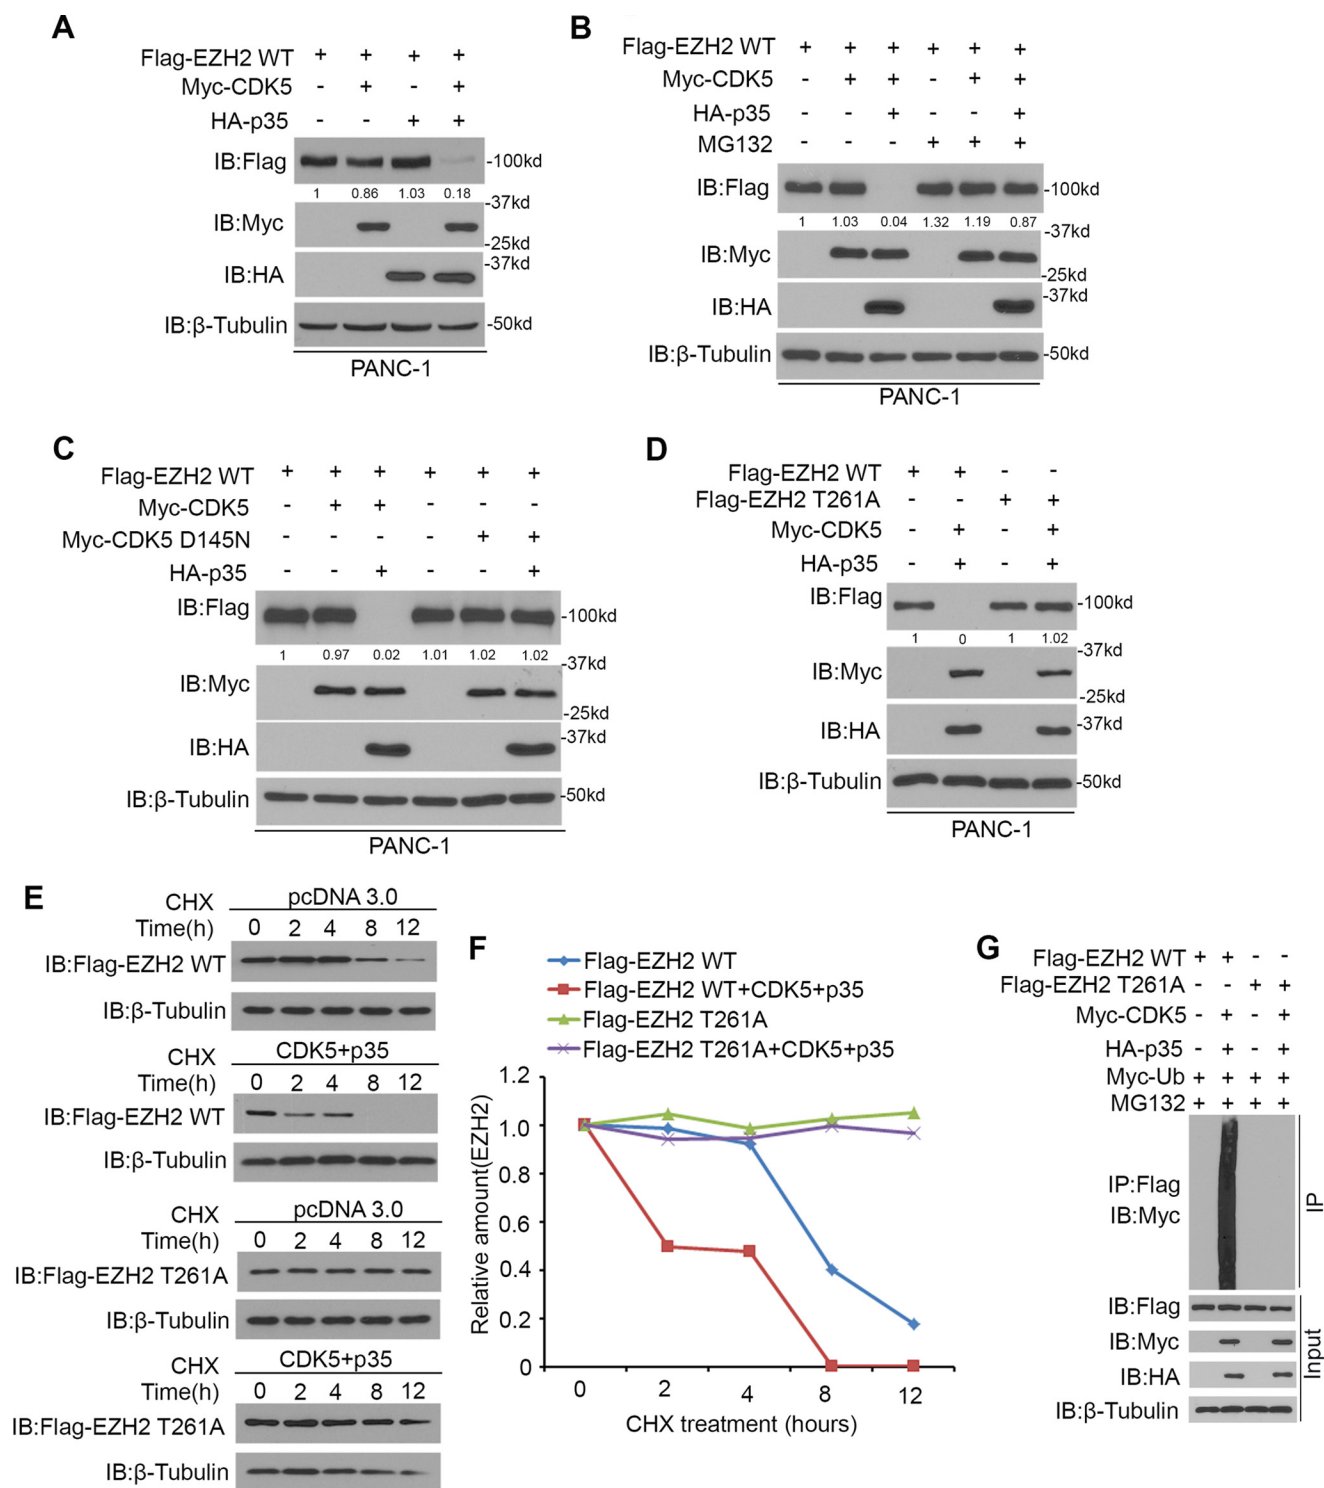 A
Flag-EZH2 WT + + + +
Myc-CDK5 - + - +
HA-p35 - - + +
IB:Flag -100kd
1 0.86 1.03 0.18
-37kd
IB:Myc
-25kd
-37kd
IB:HA
IB:β-Tubulin -50kd
PANC-1
B
Flag-EZH2 WT + + + + + +
Myc-CDK5 - + + - + +
HA-p35 - - + - - +
MG132 - - - + + +
IB:Flag -100kd
1 1.03 0.04 1.32 1.19 0.87
-37kd
IB:Myc
-25kd
-37kd
IB:HA
IB:β-Tubulin -50kd
PANC-1
C
Flag-EZH2 WT + + + + + +
Myc-CDK5 - + + - - -
Myc-CDK5 D145N - - - - + +
HA-p35 - - + - - +
IB:Flag -100kd
1 0.97 0.02 1.01 1.02 1.02
-37kd
IB:Myc
-25kd
-37kd
IB:HA
IB:β-Tubulin -50kd
PANC-1
D
Flag-EZH2 WT + + - -
Flag-EZH2 T261A - - + +
Myc-CDK5 - + - +
HA-p35 - + - +
IB:Flag -100kd
1 0 1 1.02
-37kd
IB:Myc
-25kd
IB:HA -37kd
IB:β-Tubulin -50kd
PANC-1
E
CHX pcDNA 3.0
Time(h) 0 2 4 8 12
IB:Flag-EZH2 WT
IB:β-Tubulin
CHX CDK5+p35
Time(h) 0 2 4 8 12
IB:Flag-EZH2 WT
IB:β-Tubulin
CHX pcDNA 3.0
Time(h) 0 2 4 8 12
IB:Flag-EZH2 T261A
IB:β-Tubulin
CHX CDK5+p35
Time(h) 0 2 4 8 12
IB:Flag-EZH2 T261A
IB:β-Tubulin
F
Flag-EZH2 WT
Flag-EZH2 WT+CDK5+p35
Flag-EZH2 T261A
Flag-EZH2 T261A+CDK5+p35
Relative amount(EZH2)
1.2
1.0
0.8
0.6
0.4
0.2
0
0 2 4 8 12
CHX treatment (hours)
G
Flag-EZH2 WT + + - -
Flag-EZH2 T261A - - + +
Myc-CDK5 - + - +
HA-p35 - + - +
Myc-Ub + + + +
MG132 + + + +
IP:Flag
IB:Myc
IP
IB:Flag
IB:Myc
IB:HA
IB:β-Tubulin
Input